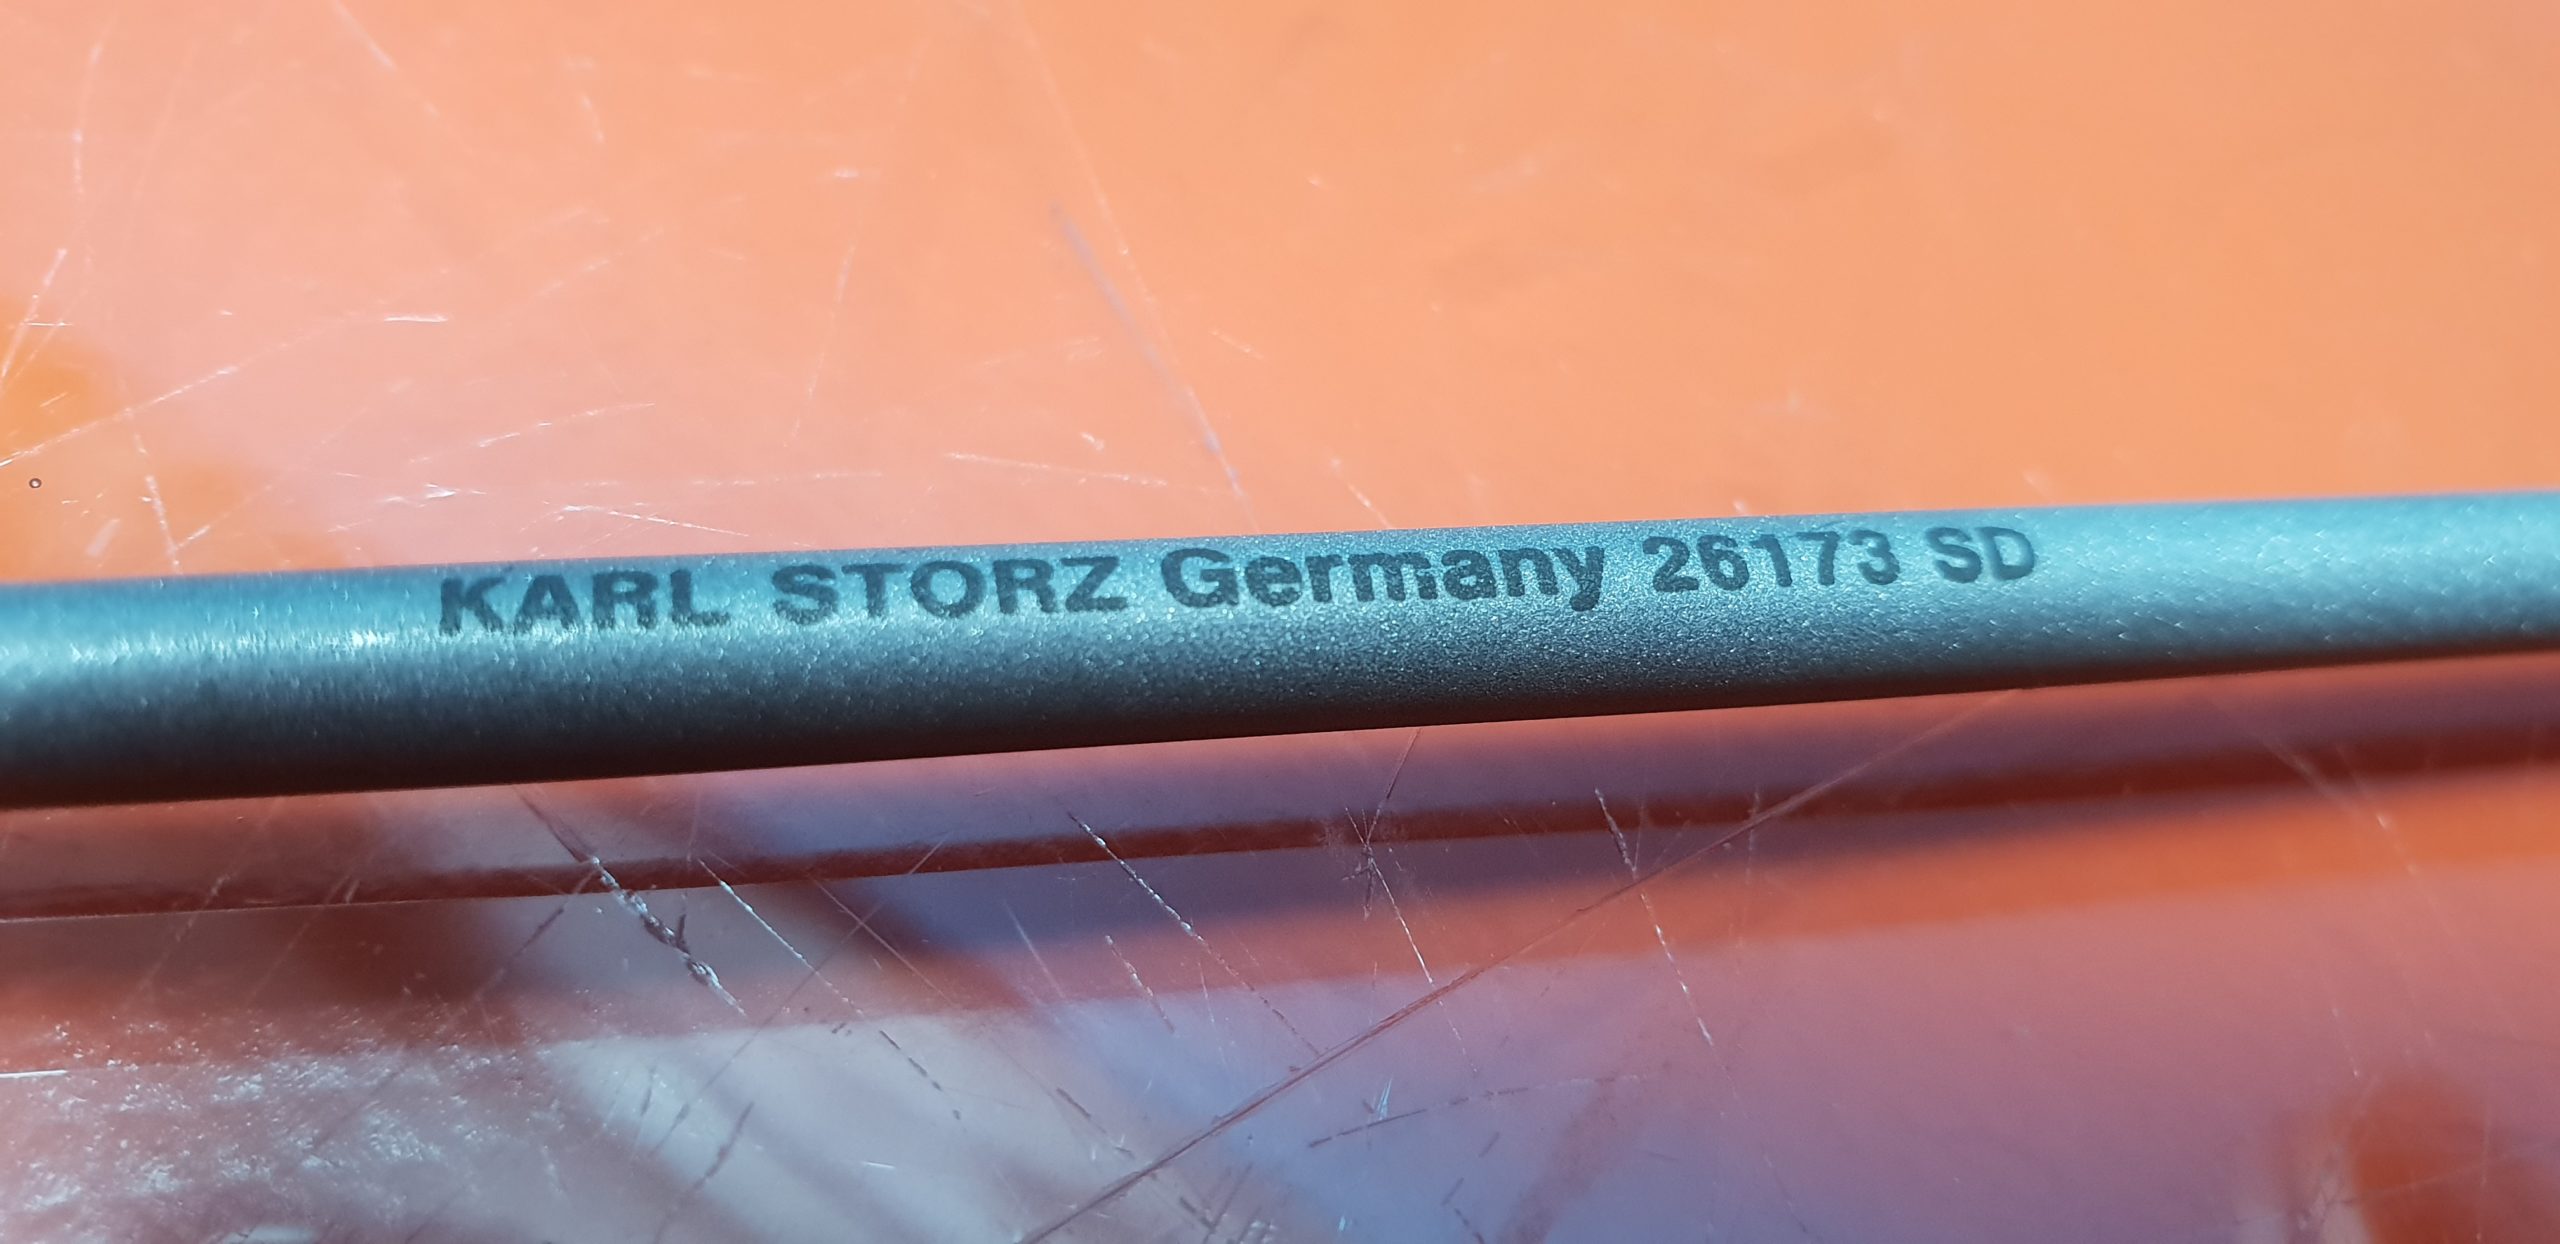 KARL STORZ Germany 26173 SD